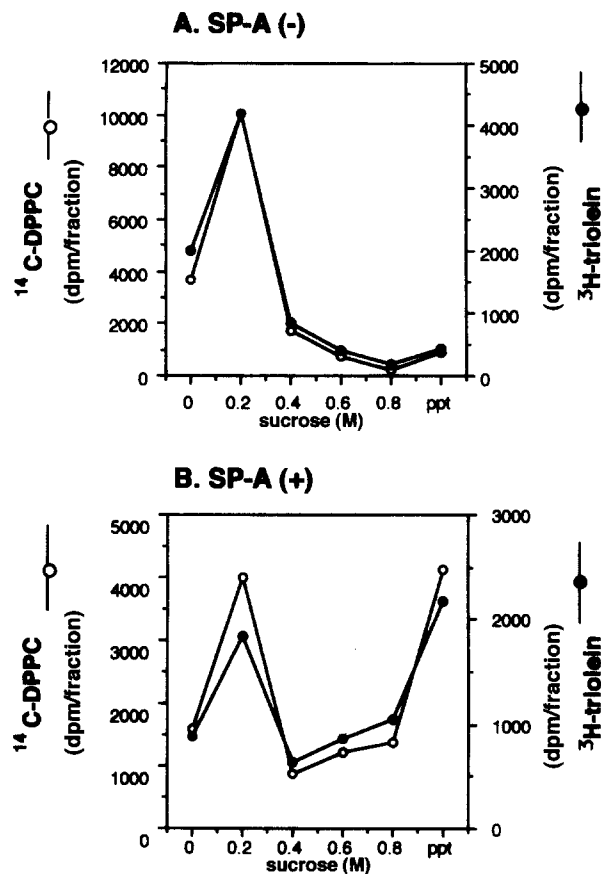 A. SP-A (-)
12000
10000
8000
6000
4000
2000
0
14 C-DPPC
(dpm/fraction)
5000
4000
3000
2000
1000
0
(dpm/fraction)
3H-triolein
0 0.2 0.4 0.6 0.8 ppt
sucrose (M)
B. SP-A (+)
5000
4000
3000
2000
1000
0
14 C-DPPC
(dpm/fraction)
3000
2000
1000
0
(dpm/fraction)
3H-triolein
0 0.2 0.4 0.6 0.8 ppt
sucrose (M)